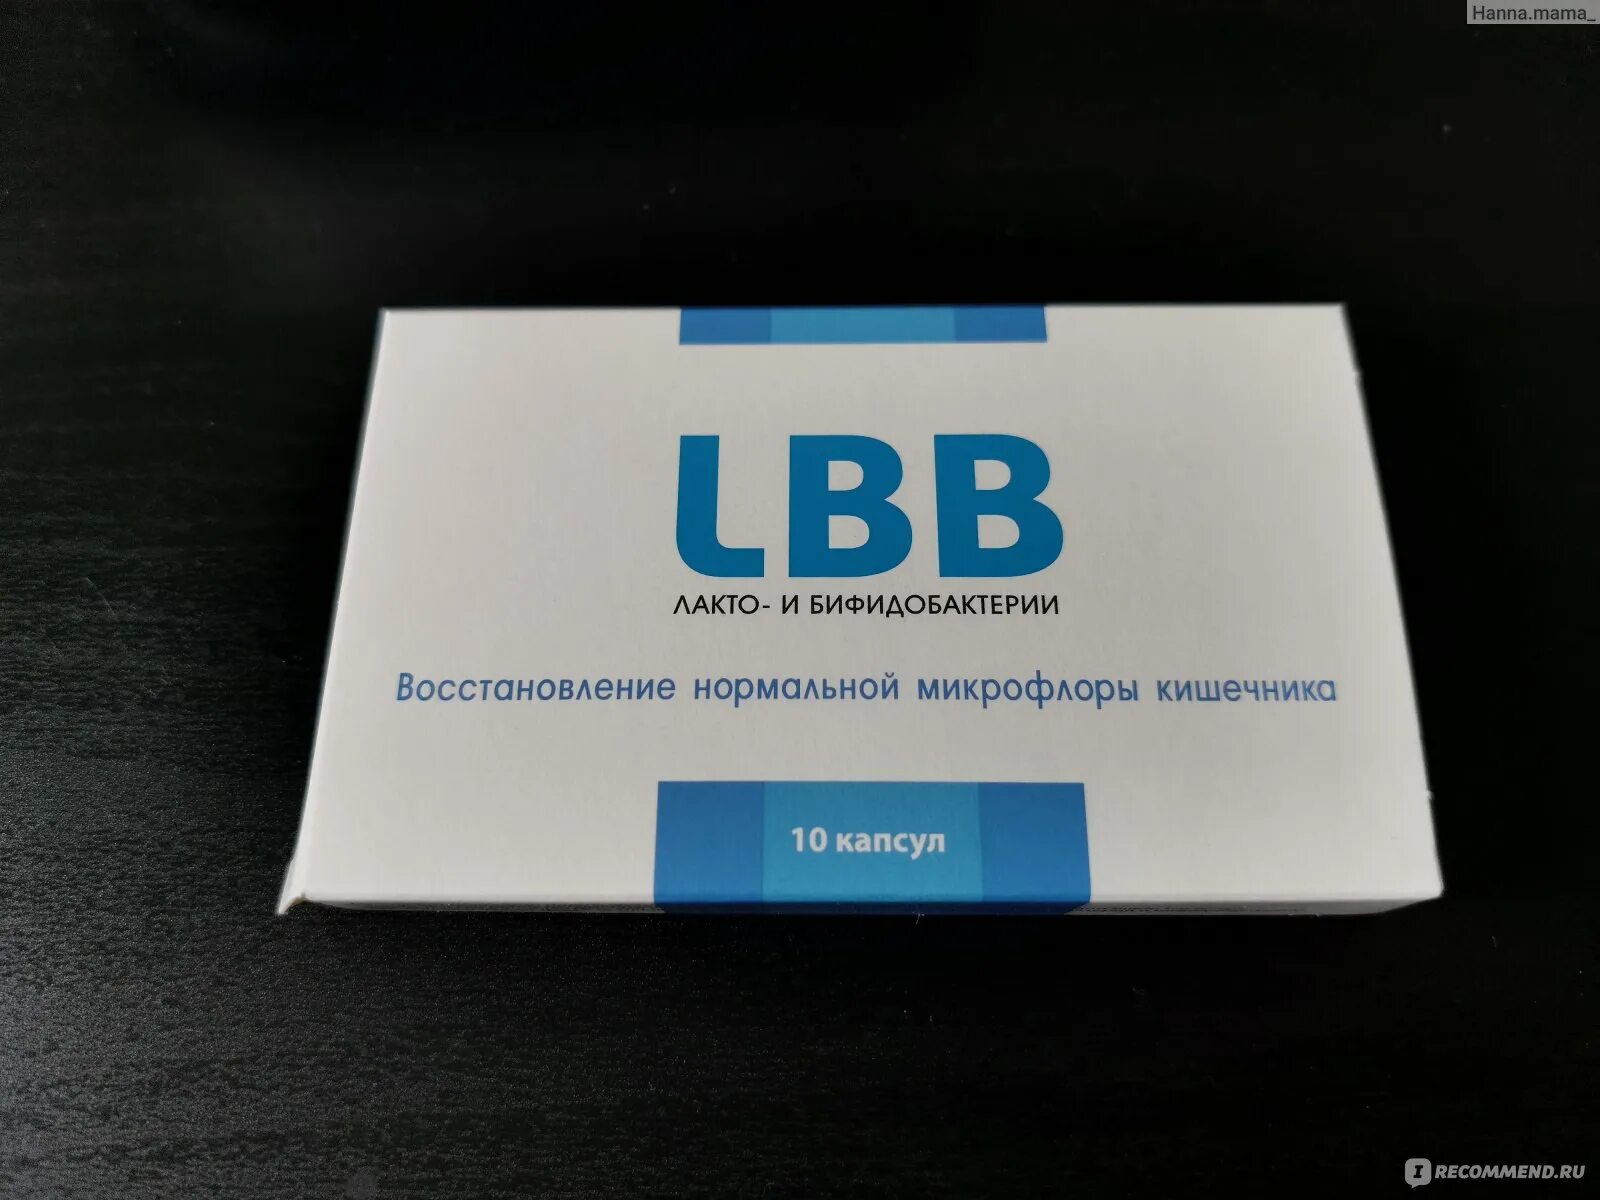 Hanna.mama_
LBB
ЛАКТО- И БИФИДОБАКТЕРИИ
Восстановление нормальной микрофлоры кишечника
10 капсул
I RECOMMEND.RU